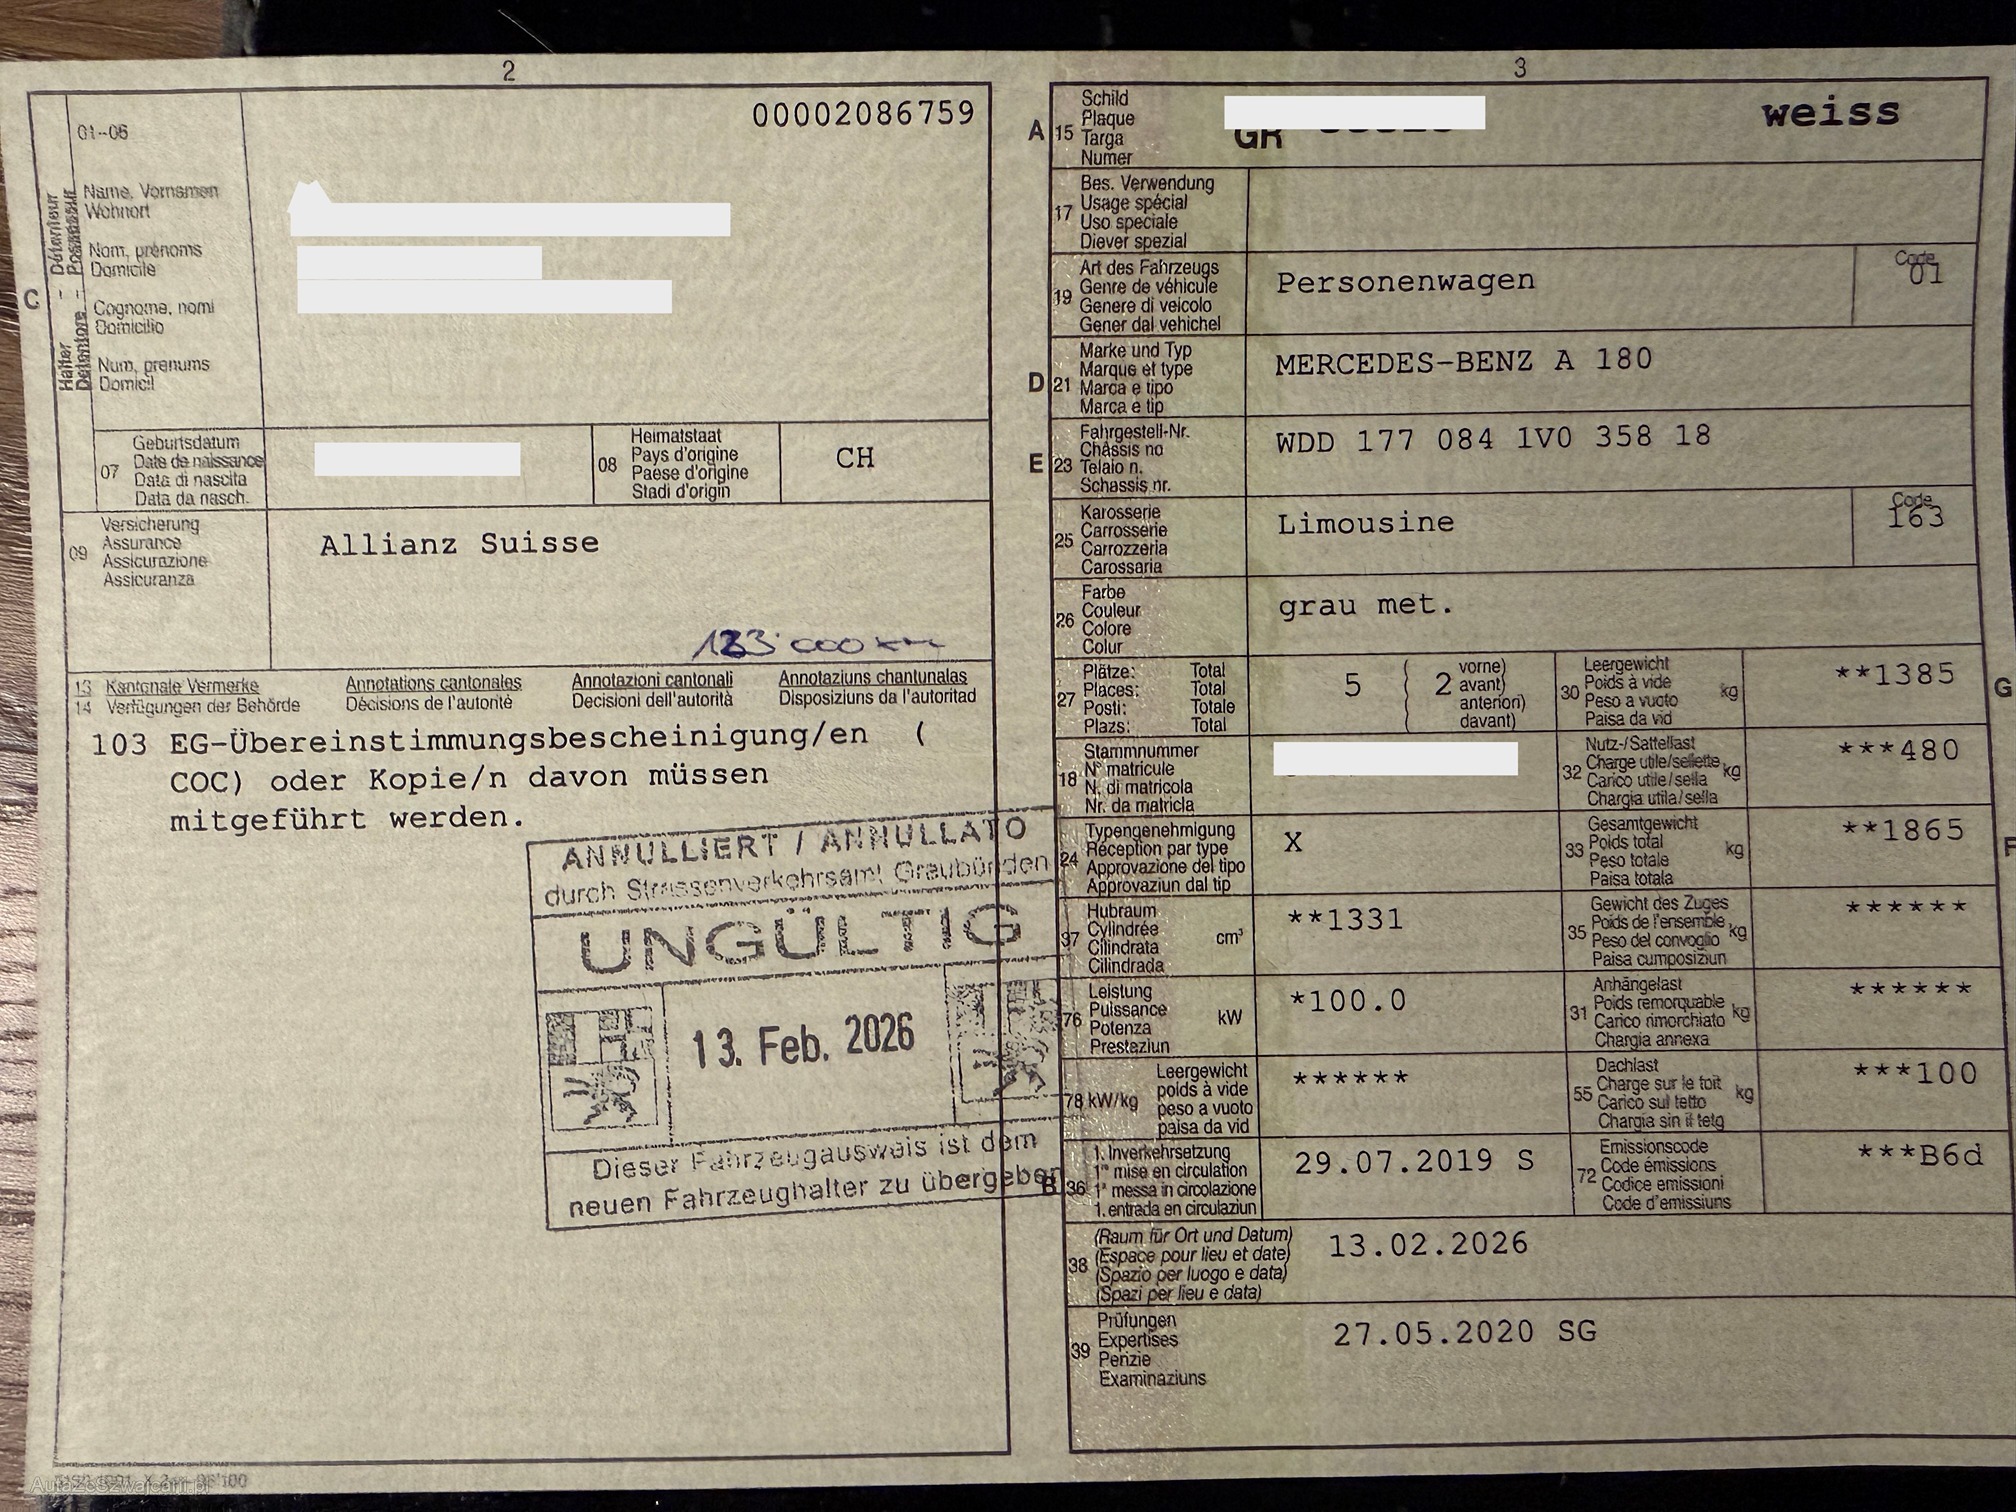 2
01-06
00002086759
Halter - Détenteur
Detentore - Possessur
C
Name, Vornamen
Wohnort
Nom, prénoms
Domicile
Cognome, nomi
Domicilio
Num, prenums
Domicil
07
Geburtsdatum
Date de naissance
Data di nascita
Data da nasch.
08
Heimatstaat
Pays d'origine
Paese d'origine
Stadi d'origin
CH
09
Versicherung
Assurance
Assicurazione
Assicuranza
Allianz Suisse
133'000 km
13 Kantonale Vermerke Annotations cantonales Annotazioni cantonali Annotaziuns chantunalas
14 Verfügungen der Behörde Décisions de l'autorité Decisioni dell'autorità Disposiziuns da l'autoritad
103 EG-Übereinstimmungsbescheinigung/en (
COC) oder Kopie/n davon müssen
mitgeführt werden.
ANNULLIERT / ANNULLATO
durch Strassenverkehrsamt Graubünden
UNGÜLTIG
13. Feb. 2026
Dieser Fahrzeugausweis ist dem
neuen Fahrzeughalter zu übergeben
AutaZeSzwajcarii.pl
3
A 15
Schild
Plaque
Targa
Numer
GR
weiss
17
Bes. Verwendung
Usage spécial
Uso speciale
Diever spezial
19
Art des Fahrzeugs
Genre de véhicule
Genere di veicolo
Gener dal vehichel
Personenwagen
Code
01
D 21
Marke und Typ
Marque et type
Marca e tipo
Marca e tip
MERCEDES-BENZ A 180
E 23
Fahrgestell-Nr.
Châssis no
Telaio n.
Schassis nr.
WDD 177 084 1V0 358 18
25
Karosserie
Carrosserie
Carrozzeria
Carossaria
Limousine
Code
163
26
Farbe
Couleur
Colore
Colur
grau met.
27
Plätze: Total
Places: Total
Posti: Totale
Plazs: Total
5 ( 2
vorne)
avant)
anteriori)
davant)
30
Leergewicht
Poids à vide
Peso a vuoto
Paisa da vid
kg
**1385
G
18
Stammnummer
N° matricule
N. di matricola
Nr. da matricla
32
Nutz-/Sattellast
Charge utile/sellette
Carico utile/sella
Chargia utila/sella
kg
***480
24
Typengenehmigung
Réception par type
Approvazione del tipo
Approvaziun dal tip
X
33
Gesamtgewicht
Poids total
Peso totale
Paisa totala
kg
**1865
F
37
Hubraum
Cylindrée
Cilindrata
Cilindrada
cm³
**1331
35
Gewicht des Zuges
Poids de l'ensemble
Peso del convoglio
Paisa cumposiziun
kg
******
76
Leistung
Puissance
Potenza
Prestaziun
kW
*100.0
31
Anhängelast
Poids remorquable
Carico rimorchiato
Chargia annexa
kg
******
78 kW/kg
Leergewicht
poids à vide
peso a vuoto
paisa da vid
******
55
Dachlast
Charge sur le toit
Carico sul tetto
Chargia sin il tetg
kg
***100
B 36
1. Inverkehrsetzung
1re mise en circulation
1a messa in circolazione
1. entrada en circulaziun
29.07.2019 S
72
Emissionscode
Code émissions
Codice emissioni
Code d'emissiuns
***B6d
38
(Raum für Ort und Datum)
(Espace pour lieu et date)
(Spazio per luogo e data)
(Spazi per lieu e data)
13.02.2026
39
Prüfungen
Expertises
Perizie
Examinaziuns
27.05.2020 SG